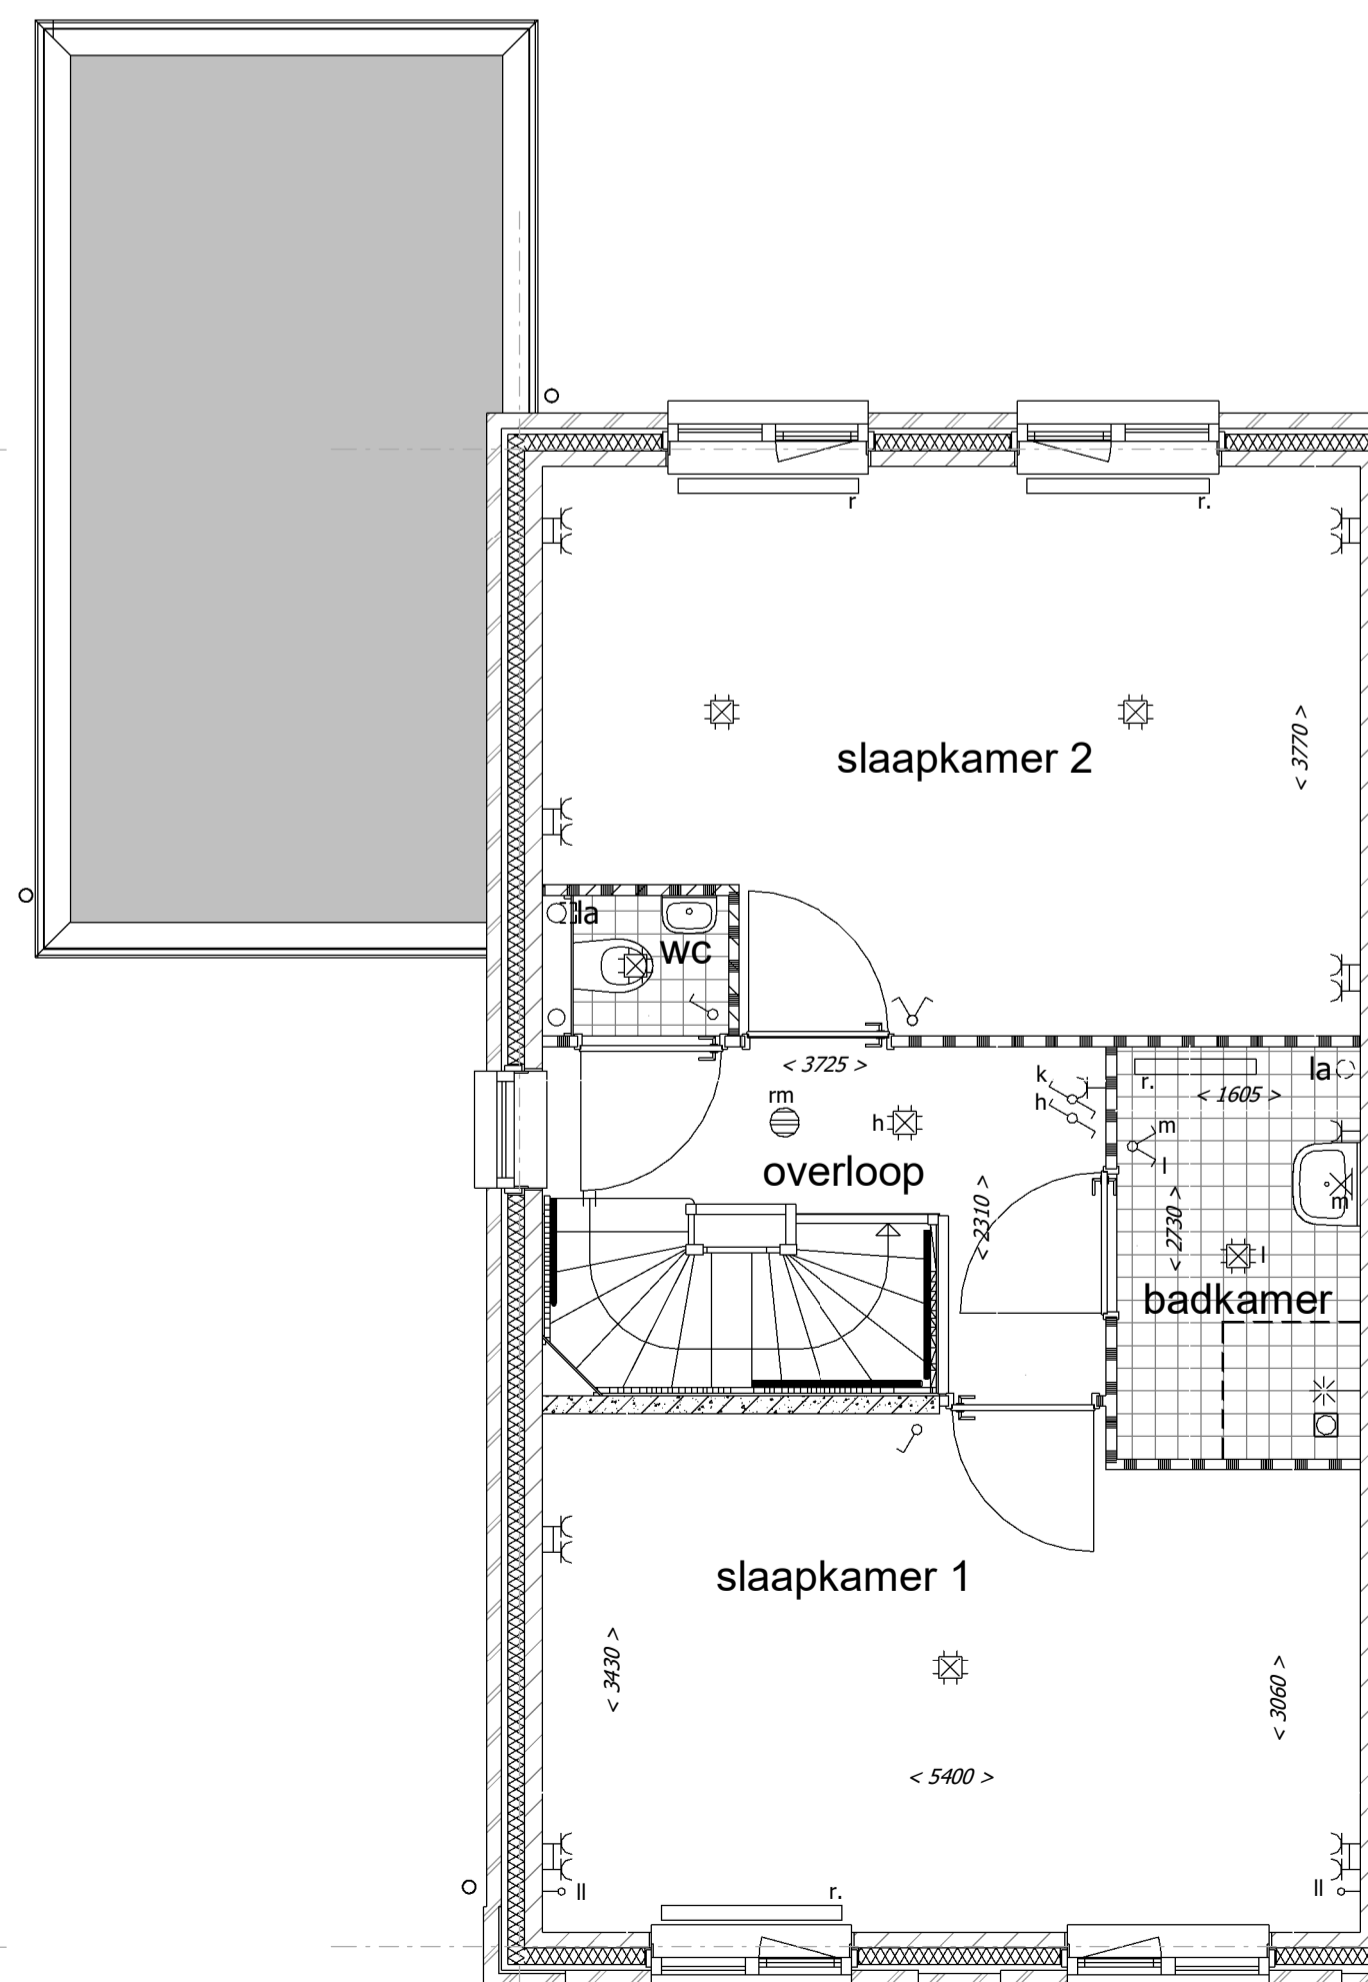 r
r.
slaapkamer 2
< 3770 >
la
wc
< 3725 >
k
r.
la
< 1605 >
rm
h
h
m
l
overloop
m
< 2310 >
< 2730 >
l
badkamer
slaapkamer 1
< 3430 >
< 3060 >
< 5400 >
r.
ll
ll